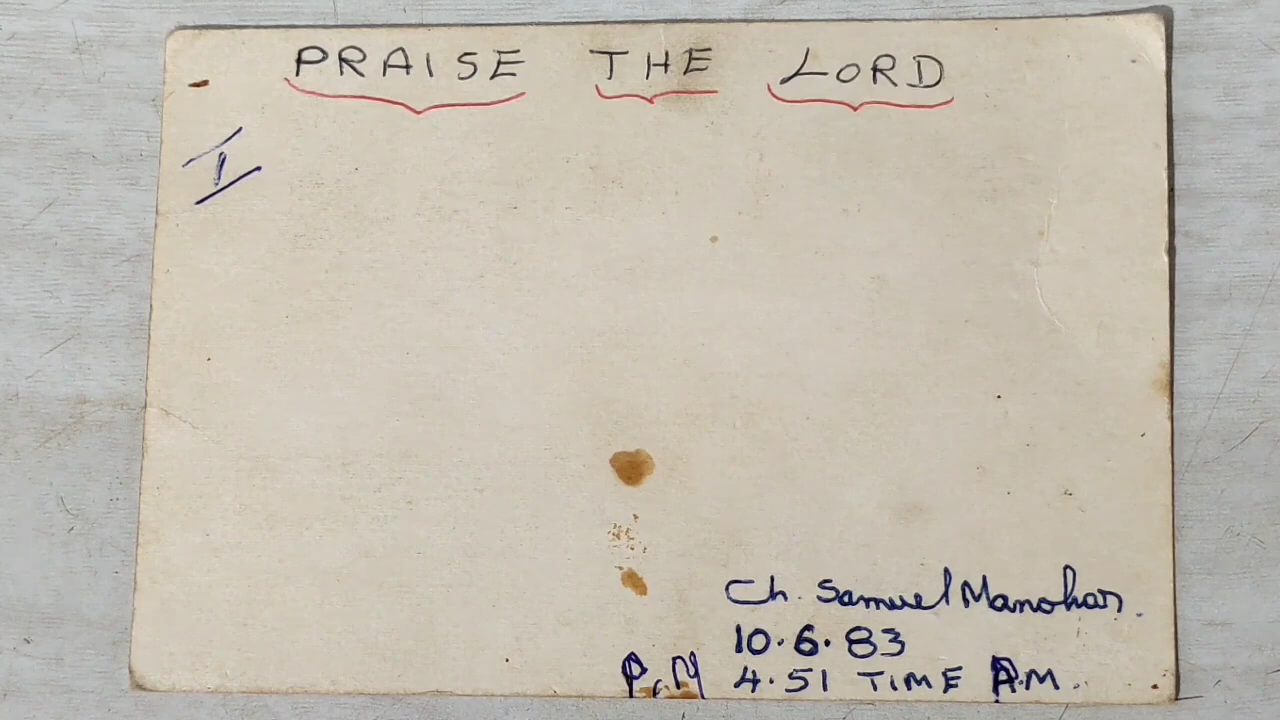 PRAISE THE LORD
I
Ch. Samuel Manohar.
10.6.83
P.M 4.51 TIME P.M.